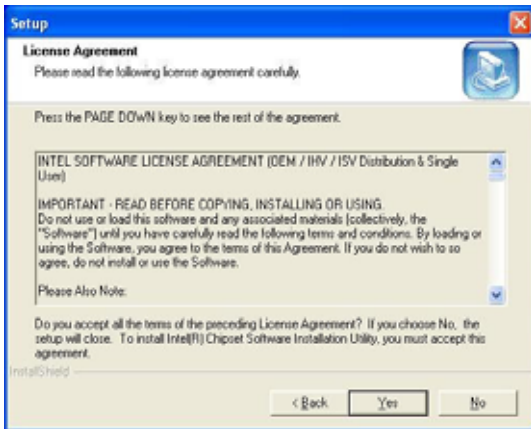 Setup
License Agreement
Please read the following license agreement carefully.
Press the PAGE DOWN key to see the rest of the agreement.
INTEL SOFTWARE LICENSE AGREEMENT (OEM / IHV / ISV Distribution & Single
User)
IMPORTANT - READ BEFORE COPYING, INSTALLING OR USING.
Do not use or load this software and any associated materials (collectively, the
"Software") until you have carefully read the following terms and conditions. By loading or
using the Software, you agree to the terms of this Agreement. If you do not wish to so
agree, do not install or use the Software.
Please Also Note:
Do you accept all the terms of the preceding License Agreement? If you choose No, the
setup will close. To install Intel(R) Chipset Software Installation Utility, you must accept this
agreement.
InstallShield
< Back
Yes
No